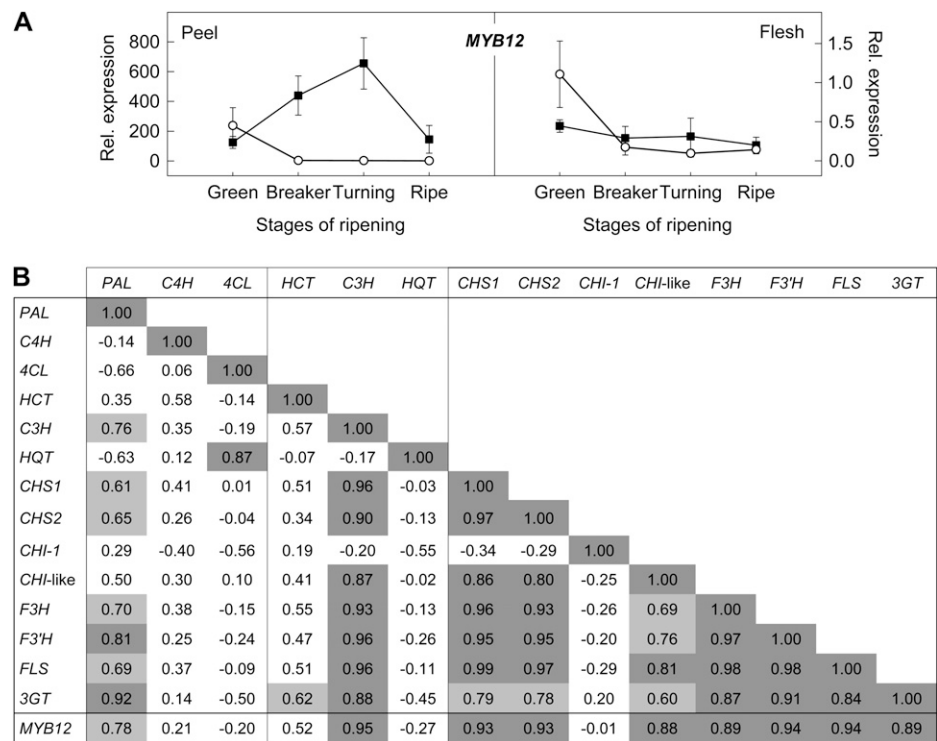 A
Peel
MYB12
Flesh
Rel. expression
800
600
400
200
0
1.5
1.0
0.5
0.0
Rel. expression
Green Breaker Turning Ripe
Green Breaker Turning Ripe
Stages of ripening
Stages of ripening
B
PAL C4H 4CL HCT C3H HQT CHS1 CHS2 CHI-1 CHI-like F3H F3'H FLS 3GT
PAL 1.00
C4H -0.14 1.00
4CL -0.66 0.06 1.00
HCT 0.35 0.58 -0.14 1.00
C3H 0.76 0.35 -0.19 0.57 1.00
HQT -0.63 0.12 0.87 -0.07 -0.17 1.00
CHS1 0.61 0.41 0.01 0.51 0.96 -0.03 1.00
CHS2 0.65 0.26 -0.04 0.34 0.90 -0.13 0.97 1.00
CHI-1 0.29 -0.40 -0.56 0.19 -0.20 -0.55 -0.34 -0.29 1.00
CHI-like 0.50 0.30 0.10 0.41 0.87 -0.02 0.86 0.80 -0.25 1.00
F3H 0.70 0.38 -0.15 0.55 0.93 -0.13 0.96 0.93 -0.26 0.69 1.00
F3'H 0.81 0.25 -0.24 0.47 0.96 -0.26 0.95 0.95 -0.20 0.76 0.97 1.00
FLS 0.69 0.37 -0.09 0.51 0.96 -0.11 0.99 0.97 -0.29 0.81 0.98 0.98 1.00
3GT 0.92 0.14 -0.50 0.62 0.88 -0.45 0.79 0.78 0.20 0.60 0.87 0.91 0.84 1.00
MYB12 0.78 0.21 -0.20 0.52 0.95 -0.27 0.93 0.93 -0.01 0.88 0.89 0.94 0.94 0.89